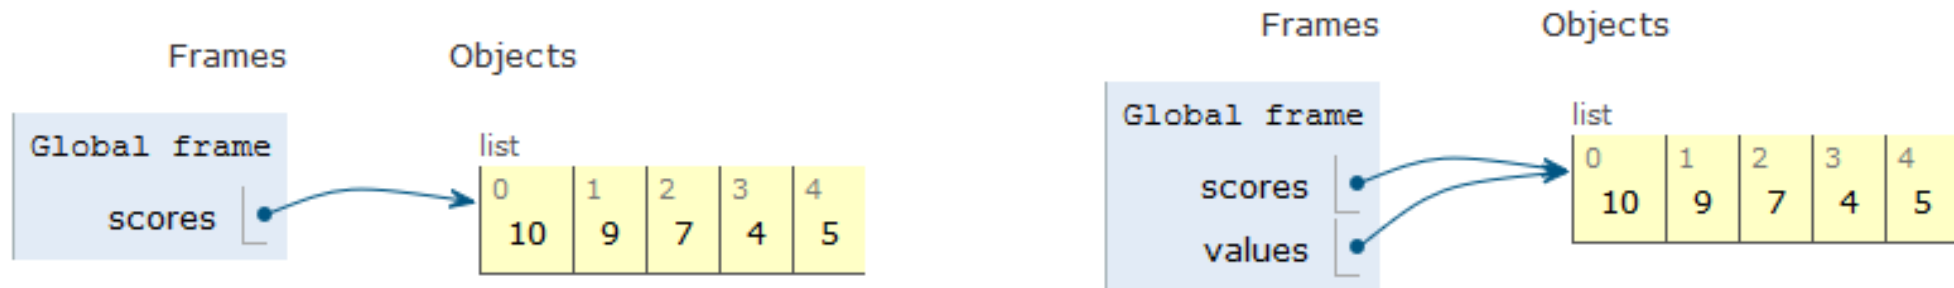 Frames Objects
Global frame
list
0 1 2 3 4
scores
10 9 7 4 5
Frames Objects
Global frame
list
0 1 2 3 4
scores
10 9 7 4 5
values